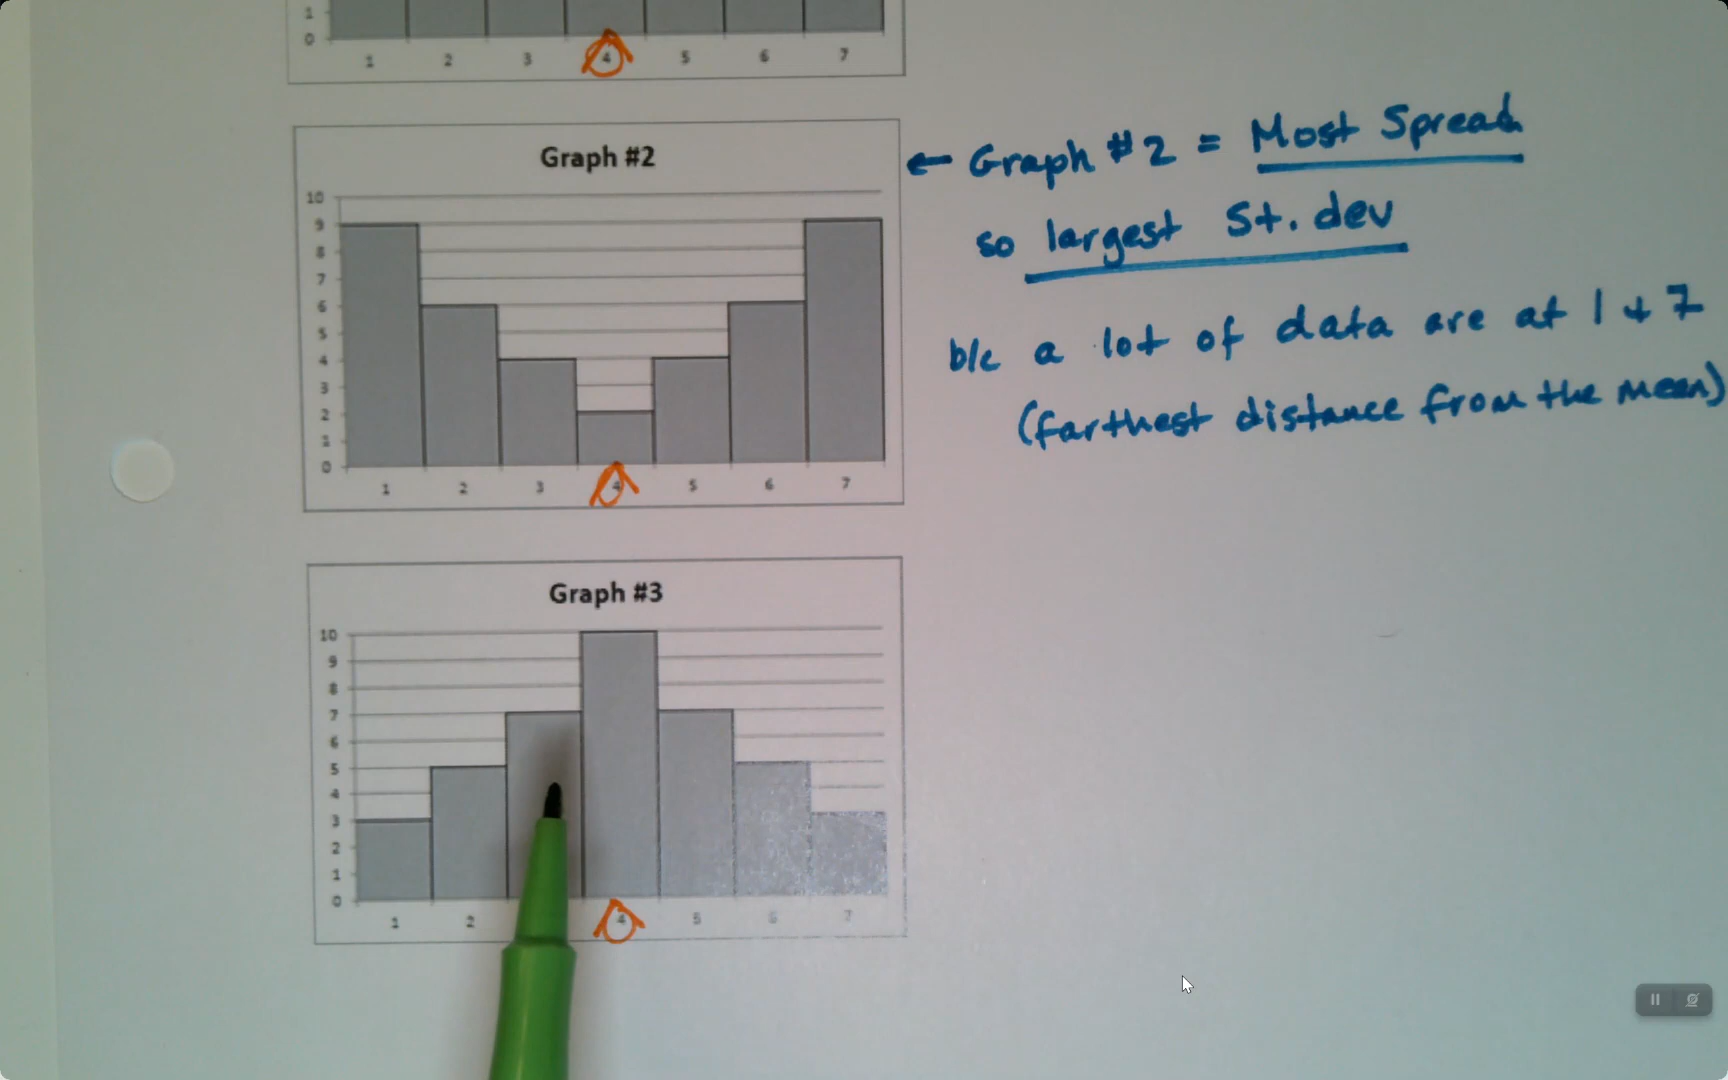 1
0
1 2 3 4 5 6 7
Graph #2
10
9
8
7
6
5
4
3
2
1
0
1 2 3 4 5 6 7
← Graph #2 = Most Spread
so largest St. dev
b/c a lot of data are at 1 + 7
(farthest distance from the mean)
Graph #3
10
9
8
7
6
5
4
3
2
1
0
1 2 4 5 6 7